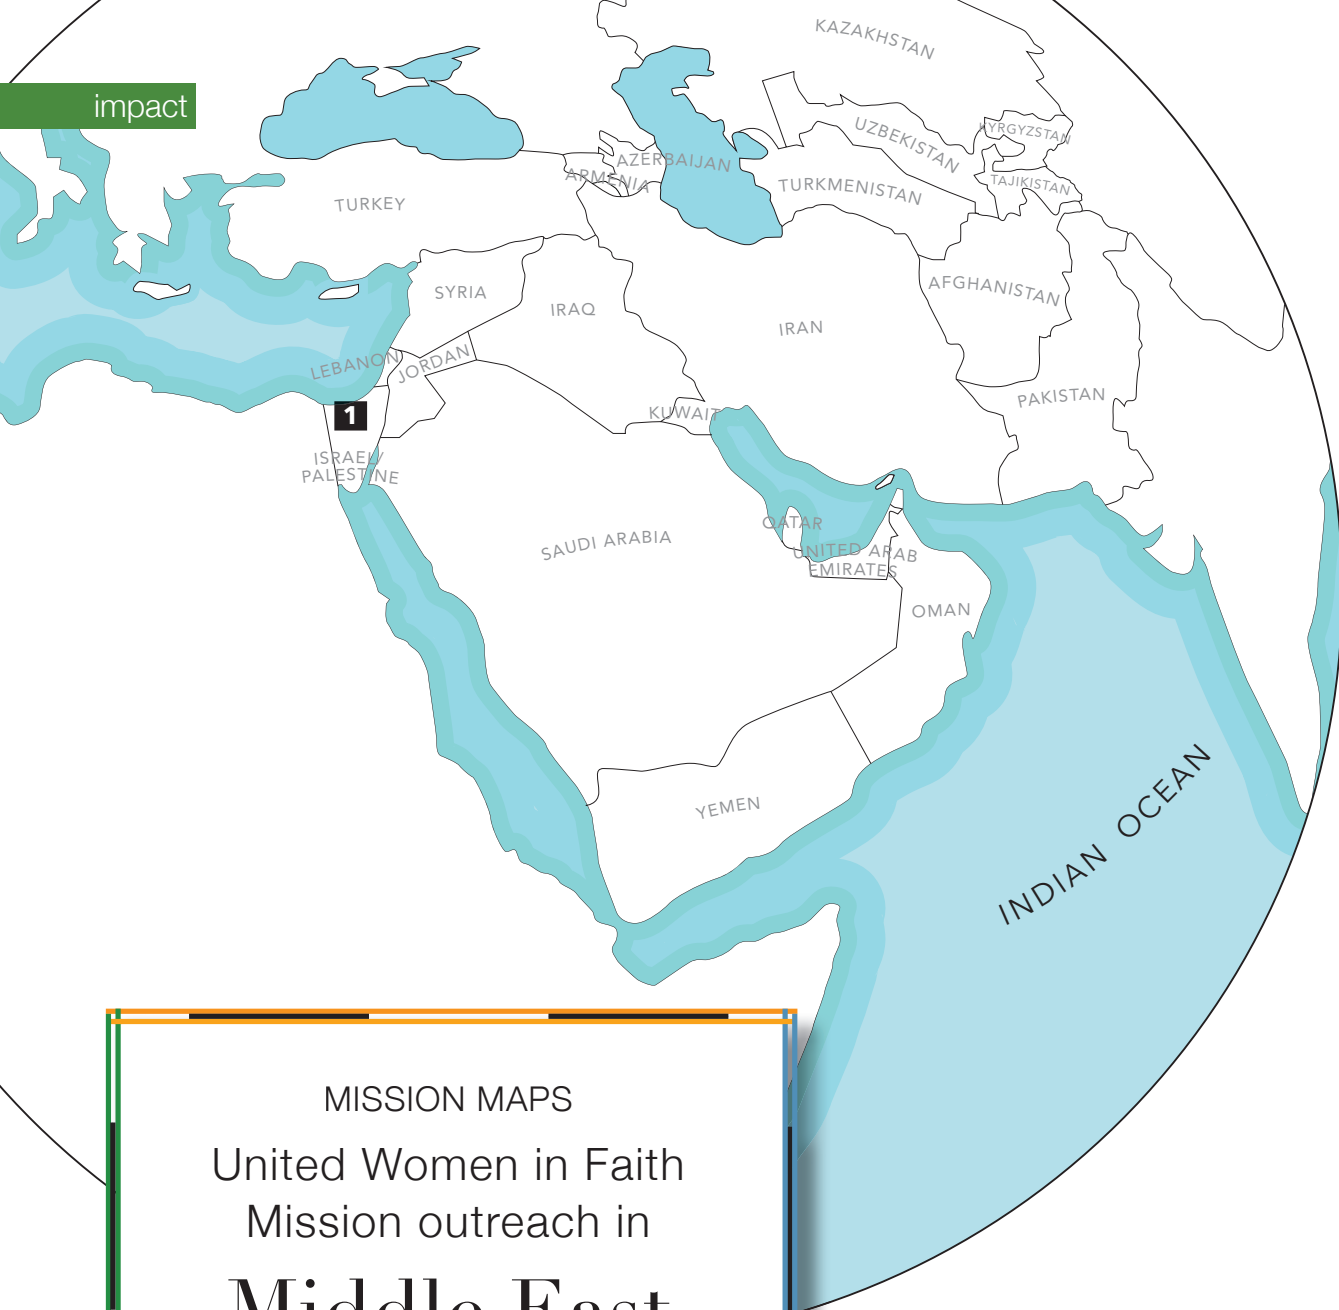 KAZAKHSTAN
impact
KYRGYZSTAN
UZBEKISTAN
AZERBAIJAN
ARMENIA
TURKMENISTAN
TAJIKISTAN
TURKEY
SYRIA
IRAQ
AFGHANISTAN
IRAN
LEBANON
JORDAN
PAKISTAN
1
KUWAIT
ISRAEL/
PALESTINE
QATAR
SAUDI ARABIA
UNITED ARAB
EMIRATES
OMAN
YEMEN
INDIAN OCEAN
MISSION MAPS
United Women in Faith
Mission outreach in
Middle East